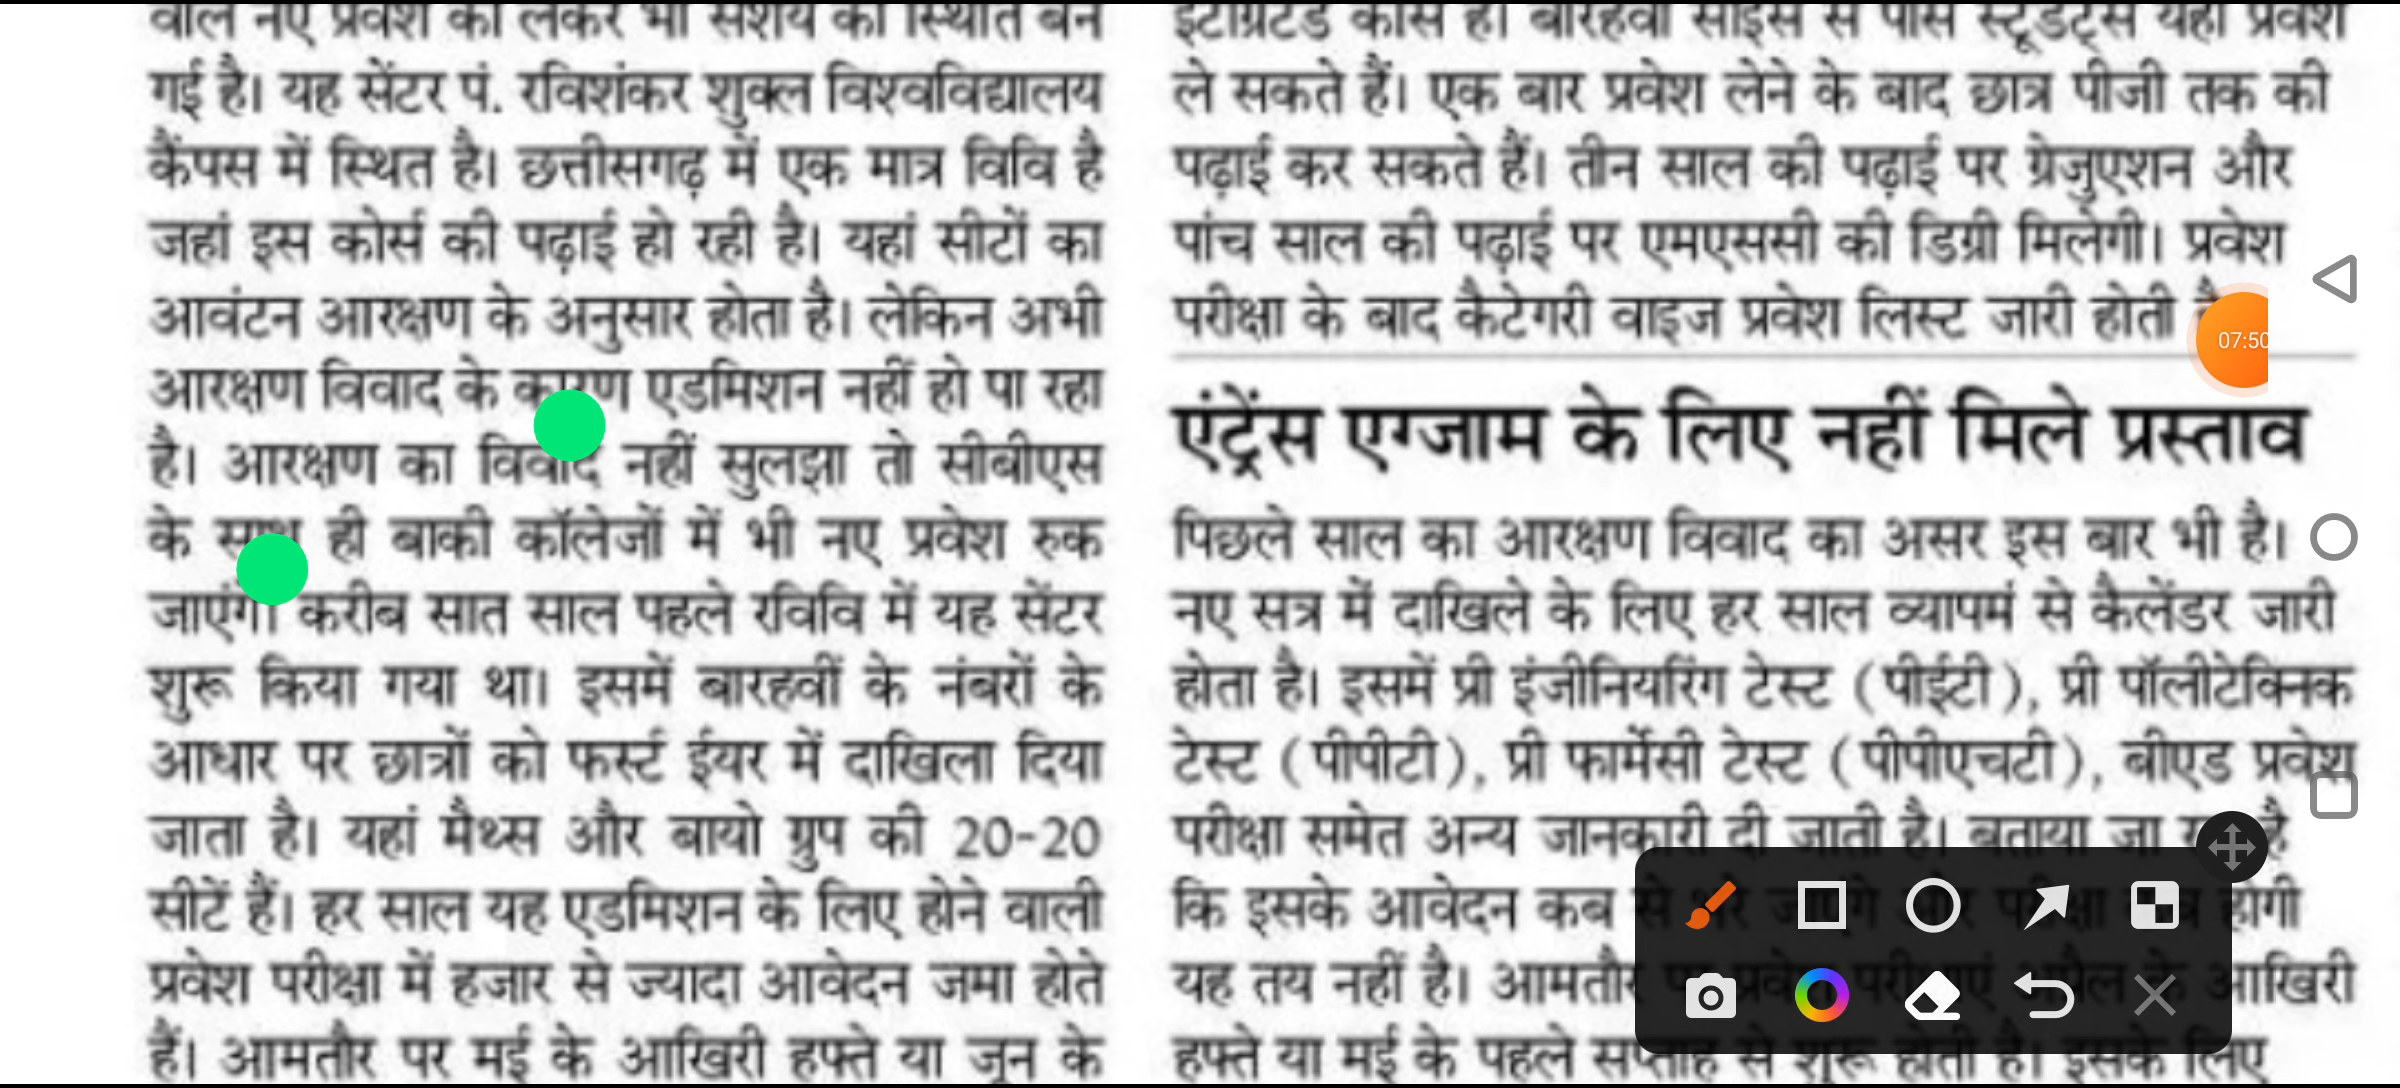 वाले नए प्रवेश को लेकर भी संशय की स्थिति बन
गई है। यह सेंटर पं. रविशंकर शुक्ल विश्वविद्यालय
कैंपस में स्थित है। छत्तीसगढ़ में एक मात्र विवि है
जहां इस कोर्स की पढ़ाई हो रही है। यहां सीटों का
आवंटन आरक्षण के अनुसार होता है। लेकिन अभी
आरक्षण विवाद के कारण एडमिशन नहीं हो पा रहा
है। आरक्षण का विवाद नहीं सुलझा तो सीबीएस
के साथ ही बाकी कॉलेजों में भी नए प्रवेश रुक
जाएंगे। करीब सात साल पहले रविवि में यह सेंटर
शुरू किया गया था। इसमें बारहवीं के नंबरों के
आधार पर छात्रों को फर्स्ट ईयर में दाखिला दिया
जाता है। यहां मैथ्स और बायो ग्रुप की 20-20
सीटें हैं। हर साल यह एडमिशन के लिए होने वाली
प्रवेश परीक्षा में हजार से ज्यादा आवेदन जमा होते
हैं। आमतौर पर मई के आखिरी हफ्ते या जून के
इंटीग्रेटेड कोर्स है। बारहवीं साइंस से पास स्टूडेंट्स यहां प्रवेश
ले सकते हैं। एक बार प्रवेश लेने के बाद छात्र पीजी तक की
पढ़ाई कर सकते हैं। तीन साल की पढ़ाई पर ग्रेजुएशन और
पांच साल की पढ़ाई पर एमएससी की डिग्री मिलेगी। प्रवेश
परीक्षा के बाद कैटेगरी वाइज प्रवेश लिस्ट जारी होती
07:50
एंट्रेंस एग्जाम के लिए नहीं मिले प्रस्ताव
पिछले साल का आरक्षण विवाद का असर इस बार भी है।
नए सत्र में दाखिले के लिए हर साल व्यापमं से कैलेंडर जारी
होता है। इसमें प्री इंजीनियरिंग टेस्ट (पीईटी), प्री पॉलीटेक्निक
टेस्ट (पीपीटी), प्री फार्मेसी टेस्ट (पीपीएचटी), बीएड प्रवेश
परीक्षा समेत अन्य जानकारी दी जाती है। बताया जा है
कि इसके आवेदन कब से होगी
यह तय नहीं है। आमतौर आखिरी
हफ्ते या मई के पहले सप्ताह से शुरू होती है। इसके लिए